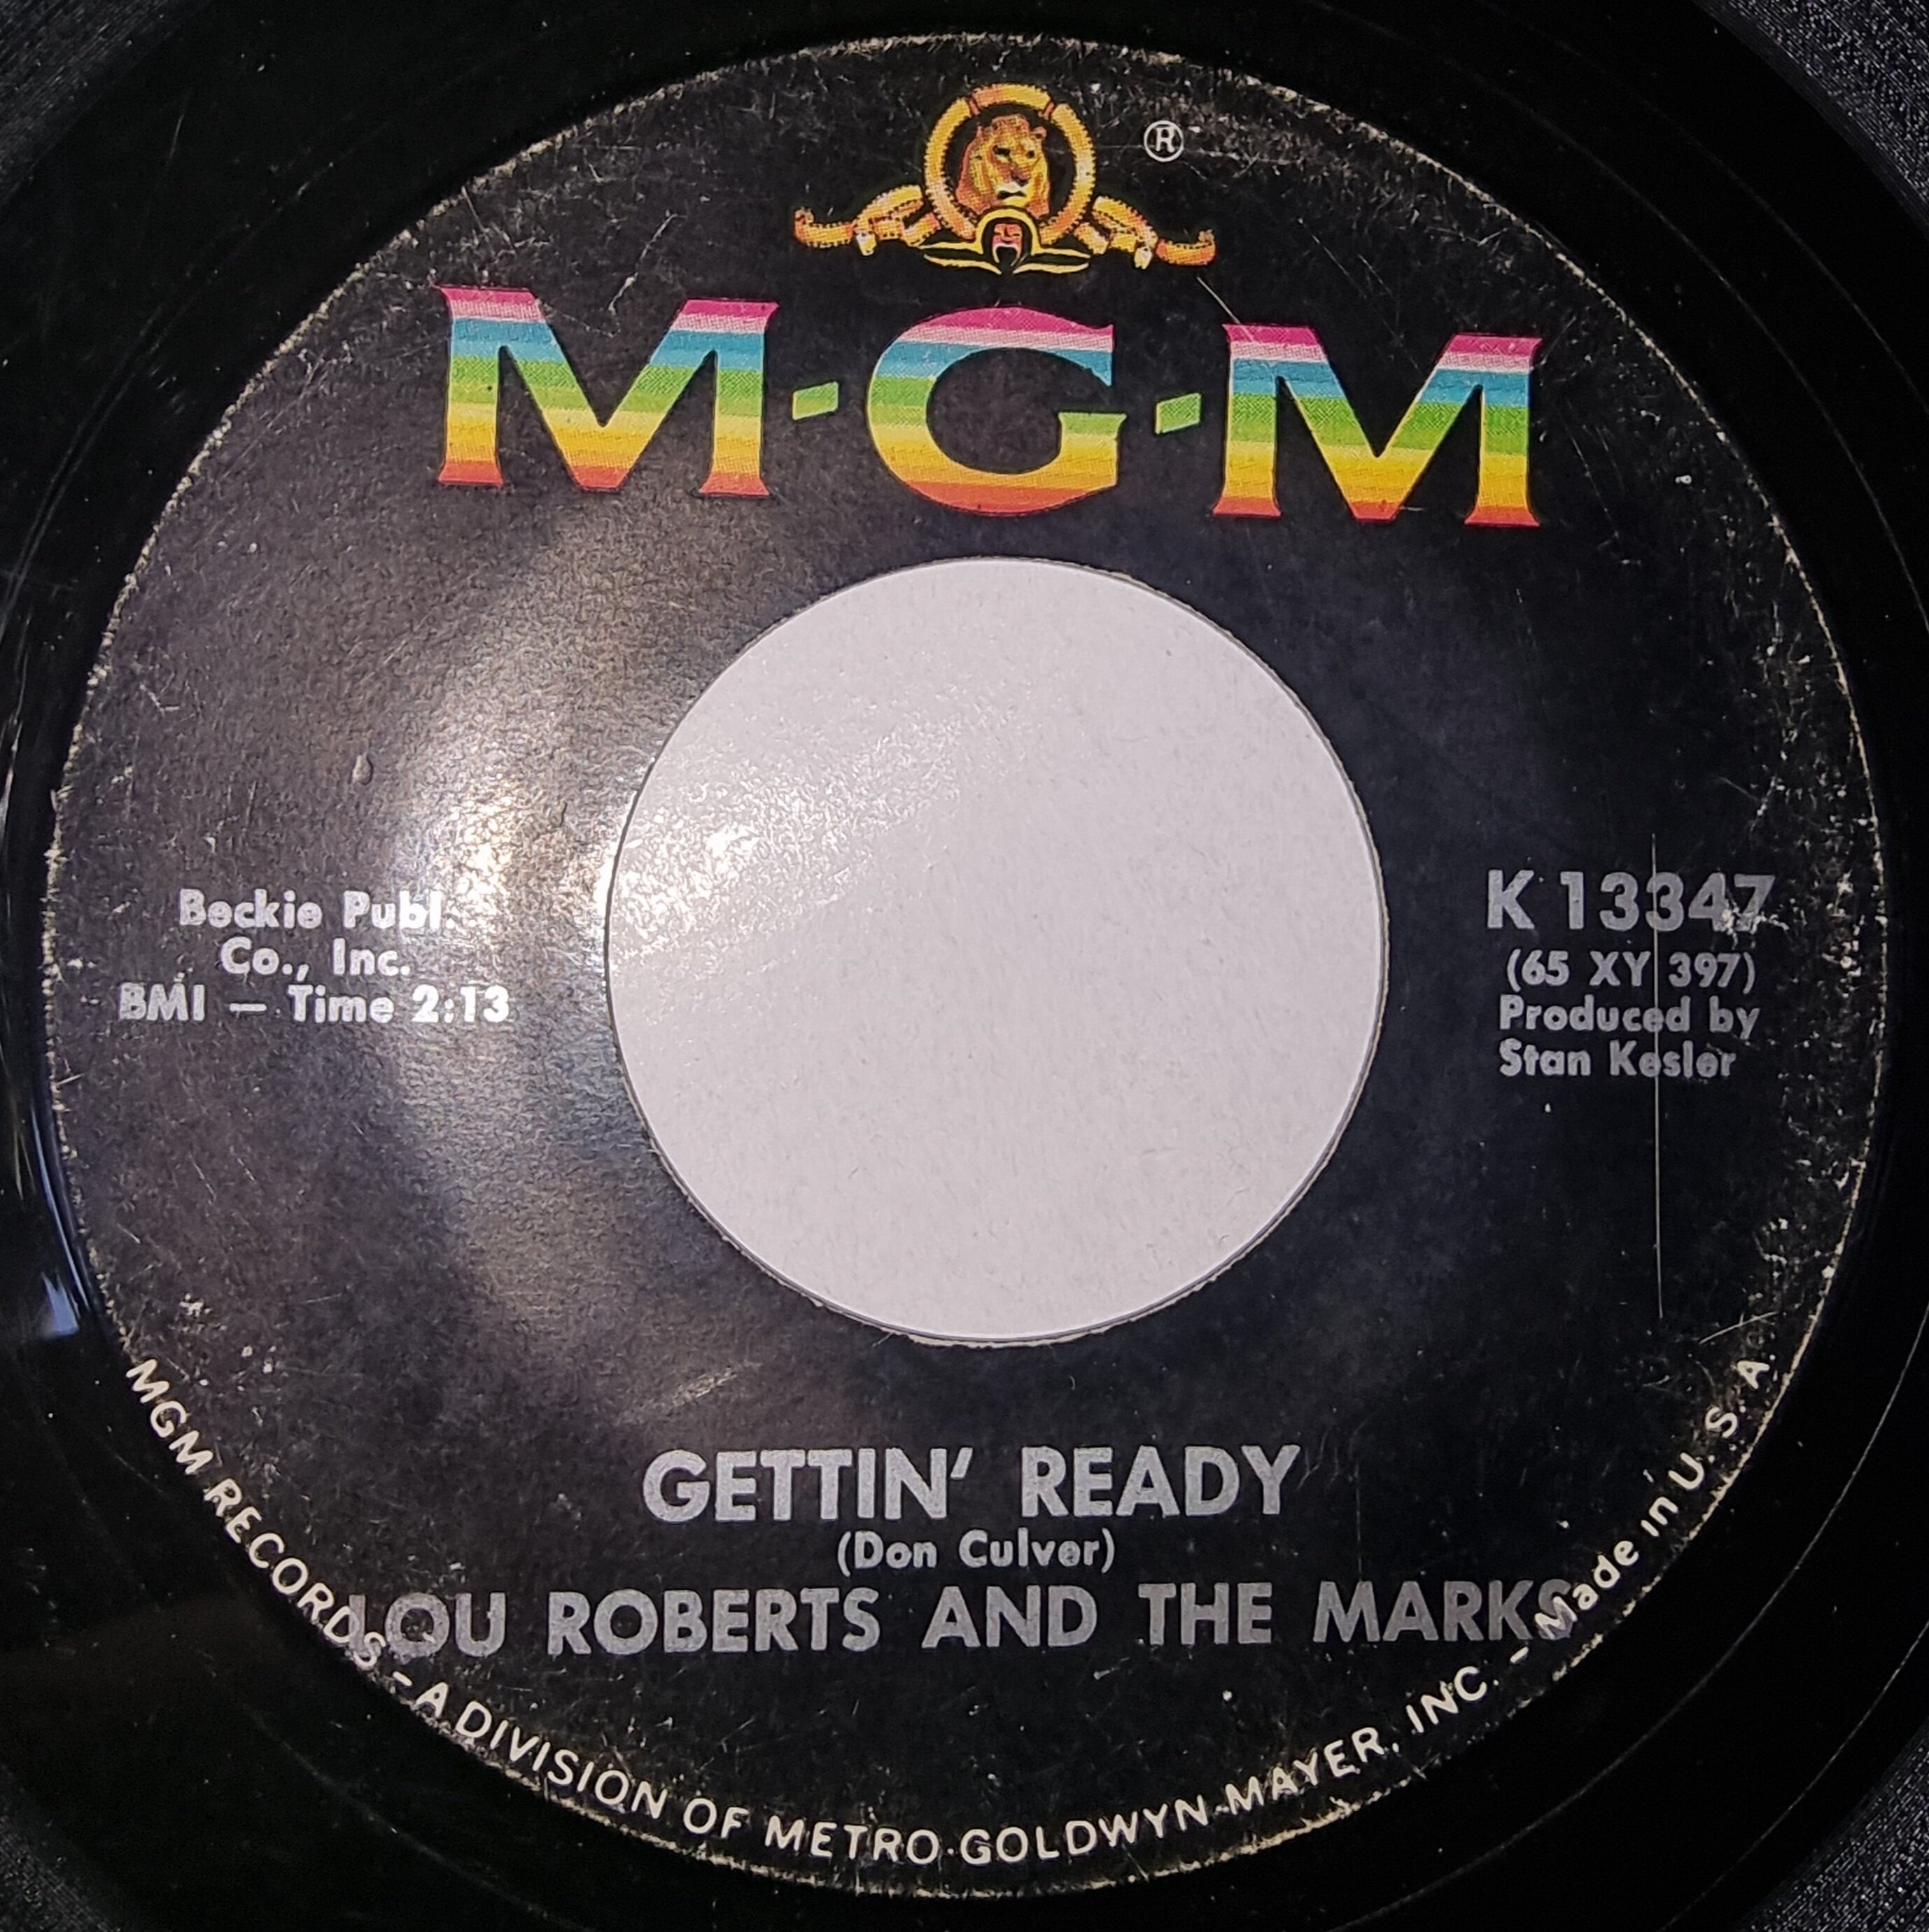 ®
M·G·M
Beckie Publ.
Co., Inc.
BMI — Time 2:13
K 13347
(65 XY 397)
Produced by
Stan Kesler
GETTIN' READY
(Don Culver)
LOU ROBERTS AND THE MARKS
MGM RECORDS - A DIVISION OF METRO-GOLDWYN-MAYER, INC. - Made in U. S. A.